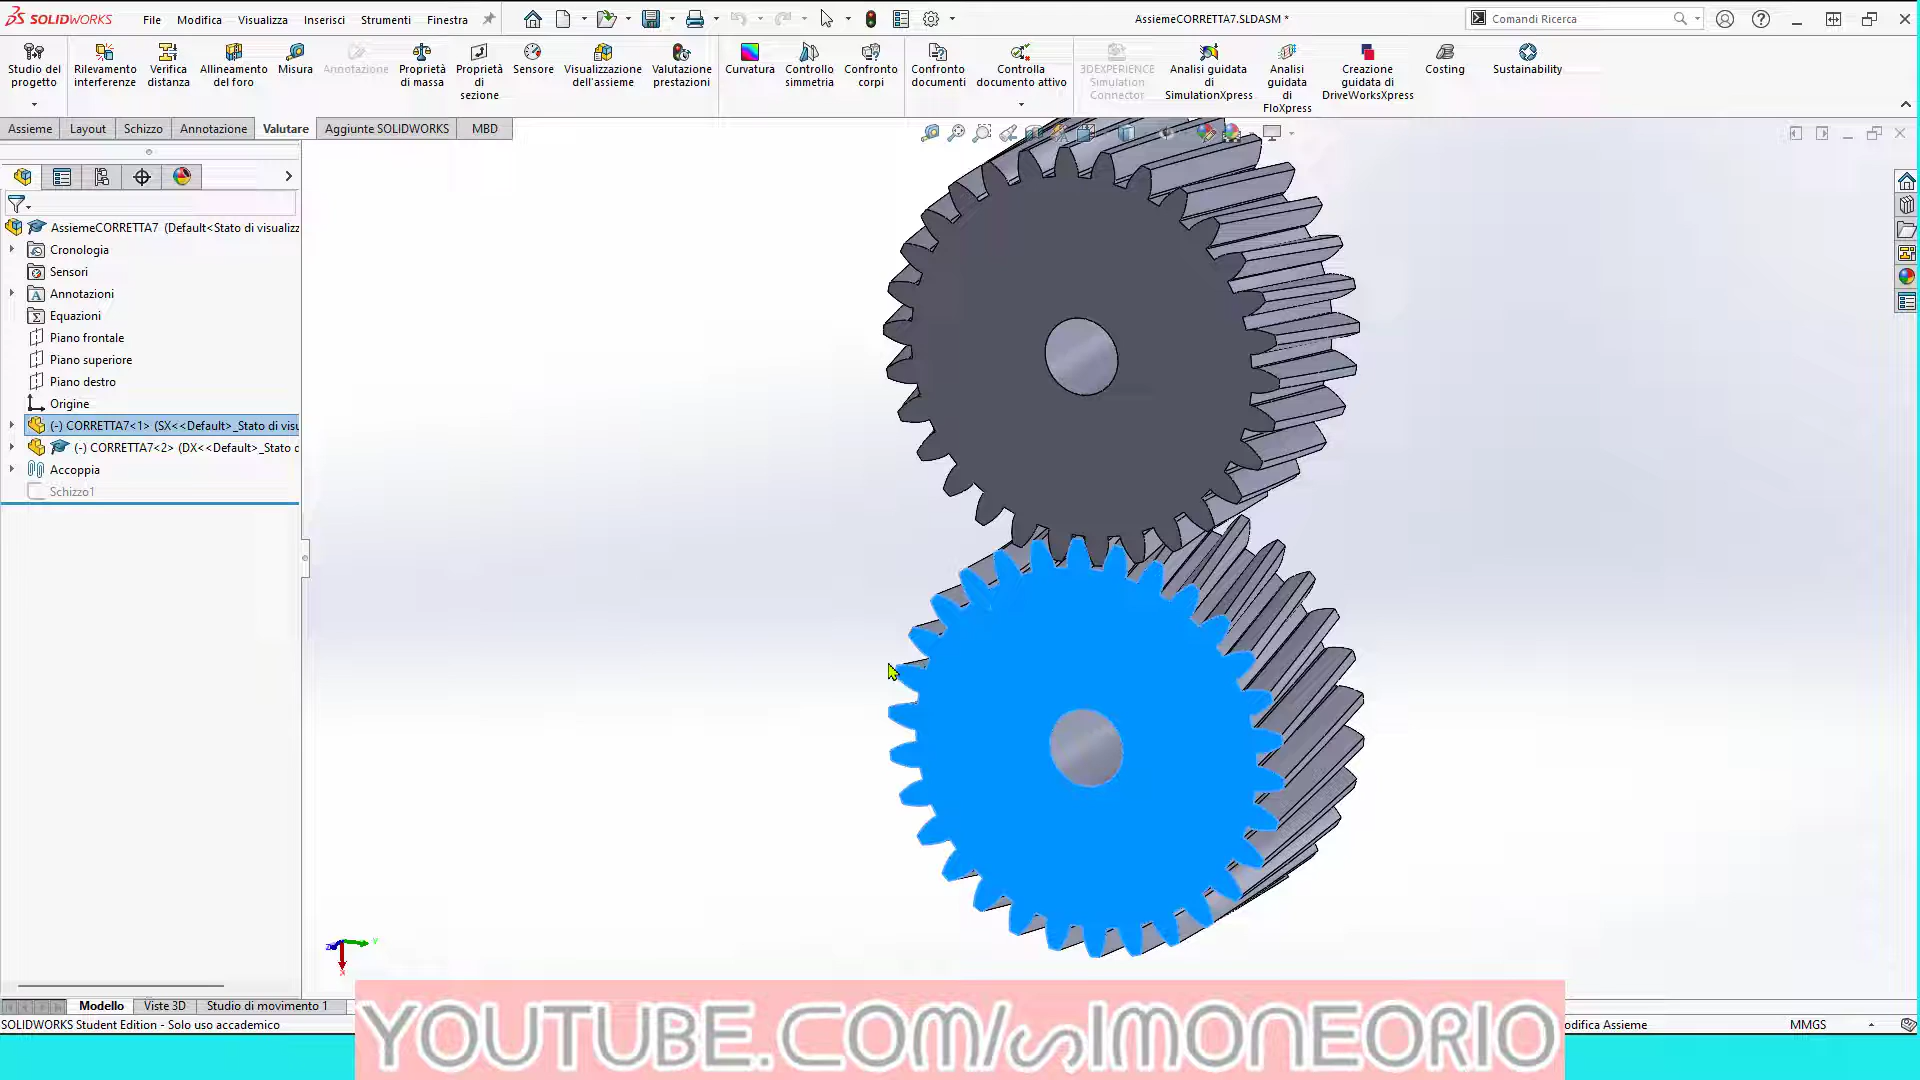 SOLIDWORKS
File Modifica Visualizza Inserisci Strumenti Finestra
AssiemeCORRETTA7.SLDASM *
Comandi Ricerca
Studio del progetto
Rilevamento interferenze
Verifica distanza
Allineamento del foro
Misura
Annotazione
Proprietà di massa
Proprietà di sezione
Sensore
Visualizzazione dell'assieme
Valutazione prestazioni
Curvatura
Controllo simmetria
Confronto corpi
Confronto documenti
Controlla documento attivo
3DEXPERIENCE Simulation Connector
Analisi guidata di SimulationXpress
Analisi guidata di FloXpress
Creazione guidata di DriveWorksXpress
Costing
Sustainability
Assieme Layout Schizzo Annotazione Valutare Aggiunte SOLIDWORKS MBD
AssiemeCORRETTA7 (Default<Stato di visualizz
Cronologia
Sensori
Annotazioni
Equazioni
Piano frontale
Piano superiore
Piano destro
Origine
(-) CORRETTA7<1> (SX<<Default>_Stato di visu
(-) CORRETTA7<2> (DX<<Default>_Stato d
Accoppia
Schizzo1
Modello Viste 3D Studio di movimento 1
SOLIDWORKS Student Edition - Solo uso accademico
odifica Assieme
MMGS
YOUTUBE.COM/SIMONEORIO